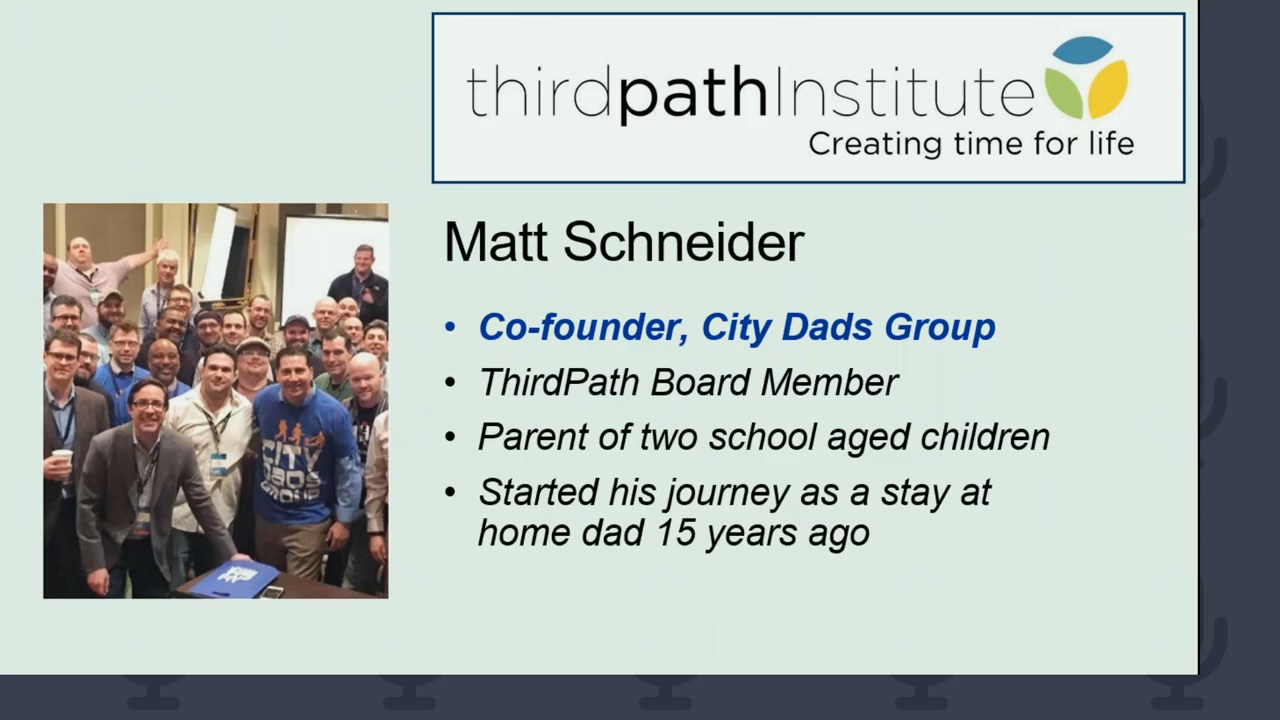 thirdpathInstitute
Creating time for life
Matt Schneider
• Co-founder, City Dads Group
• ThirdPath Board Member
• Parent of two school aged children
• Started his journey as a stay at
home dad 15 years ago
CITY
DADS
GROUP